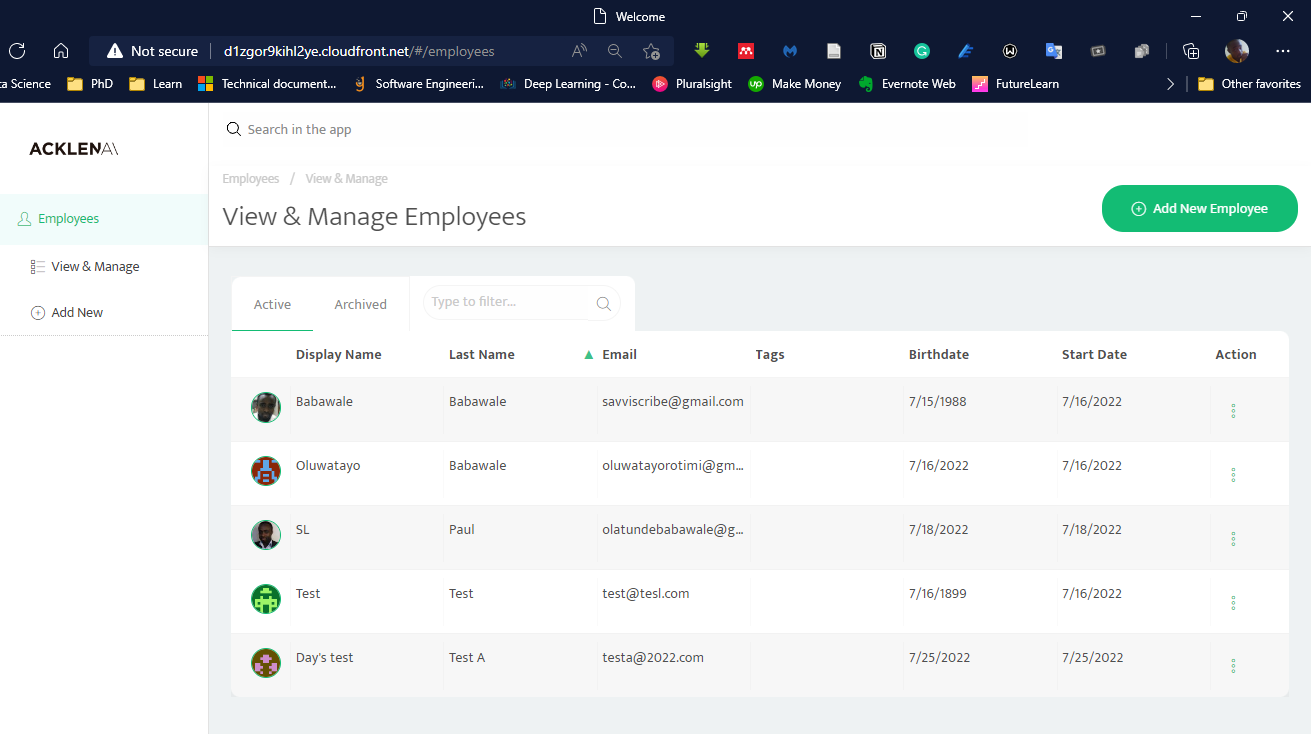 Welcome
Not secure
d1zgor9kihl2ye.cloudfront.net/#/employees
ta Science
PhD
Learn
Technical document...
Software Engineeri...
Deep Learning - Co...
Pluralsight
Make Money
Evernote Web
FutureLearn
Other favorites
ACKLENAV
Search in the app
Employees / View & Manage
View & Manage Employees
Add New Employee
Employees
View & Manage
Add New
Active
Archived
Type to filter...
Display Name Last Name Email Tags Birthdate Start Date Action
Babawale Babawale savviscribe@gmail.com 7/15/1988 7/16/2022
Oluwatayo Babawale oluwatayorotimi@gm... 7/16/2022 7/16/2022
SL Paul olatundebabawale@g... 7/18/2022 7/18/2022
Test Test test@tesl.com 7/16/1899 7/16/2022
Day's test Test A testa@2022.com 7/25/2022 7/25/2022